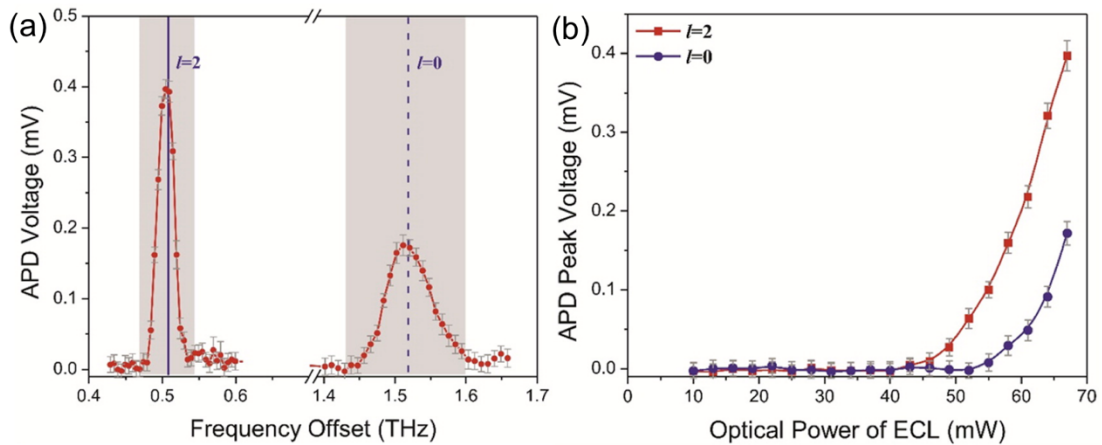 (a)
0.5
0.4
0.3
0.2
0.1
0.0
APD Voltage (mV)
l=2
l=0
0.4 0.5 0.6 1.4 1.5 1.6 1.7
Frequency Offset (THz)
(b)
l=2
l=0
0.4
0.3
0.2
0.1
0.0
APD Peak Voltage (mV)
0 10 20 30 40 50 60 70
Optical Power of ECL (mW)